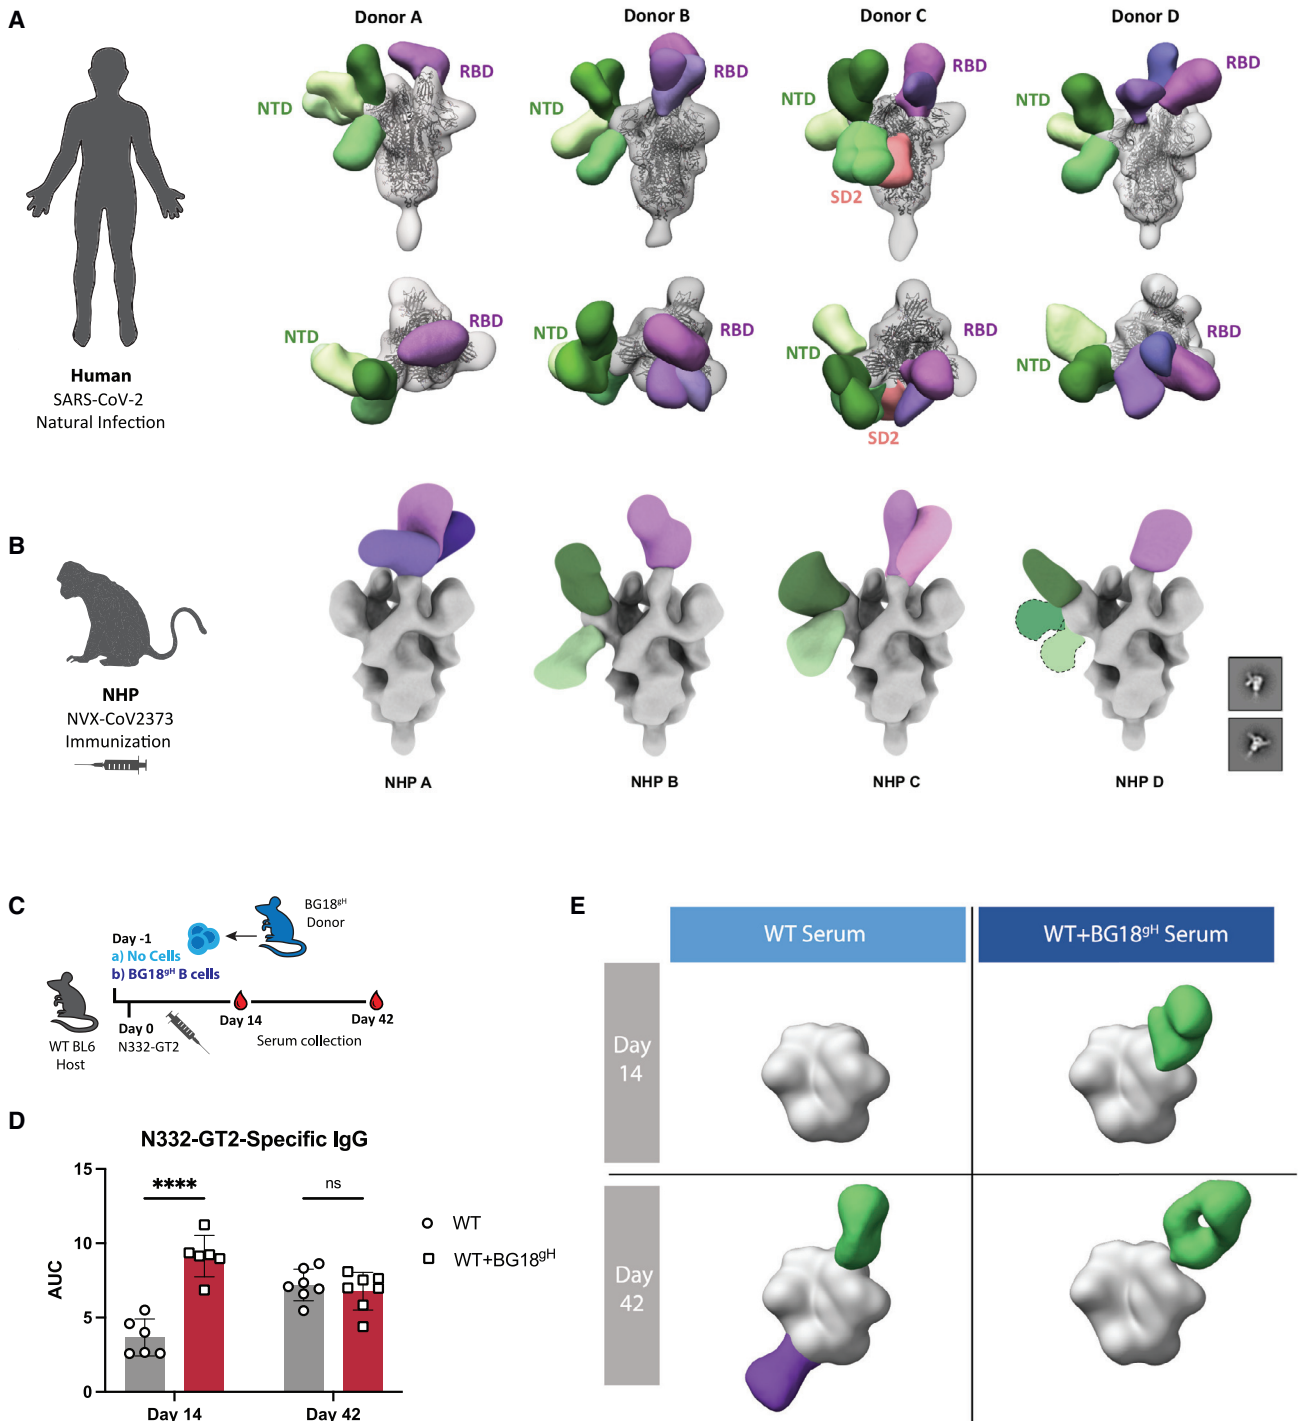 A
Donor A
Donor B
Donor C
Donor D
NTD
RBD
NTD
RBD
NTD
RBD
SD2
NTD
RBD
NTD
RBD
NTD
RBD
NTD
RBD
SD2
NTD
RBD
Human
SARS-CoV-2
Natural Infection
B
NHP
NVX-CoV2373
Immunization
NHP A
NHP B
NHP C
NHP D
C
BG18gH
Donor
Day -1
a) No Cells
b) BG18gH B cells
Day 0
N332-GT2
Day 14
Serum collection
Day 42
WT BL6
Host
D
N332-GT2-Specific IgG
****
ns
15
10
5
0
AUC
Day 14
Day 42
WT
WT+BG18gH
E
WT Serum
WT+BG18gH Serum
Day
14
Day
42